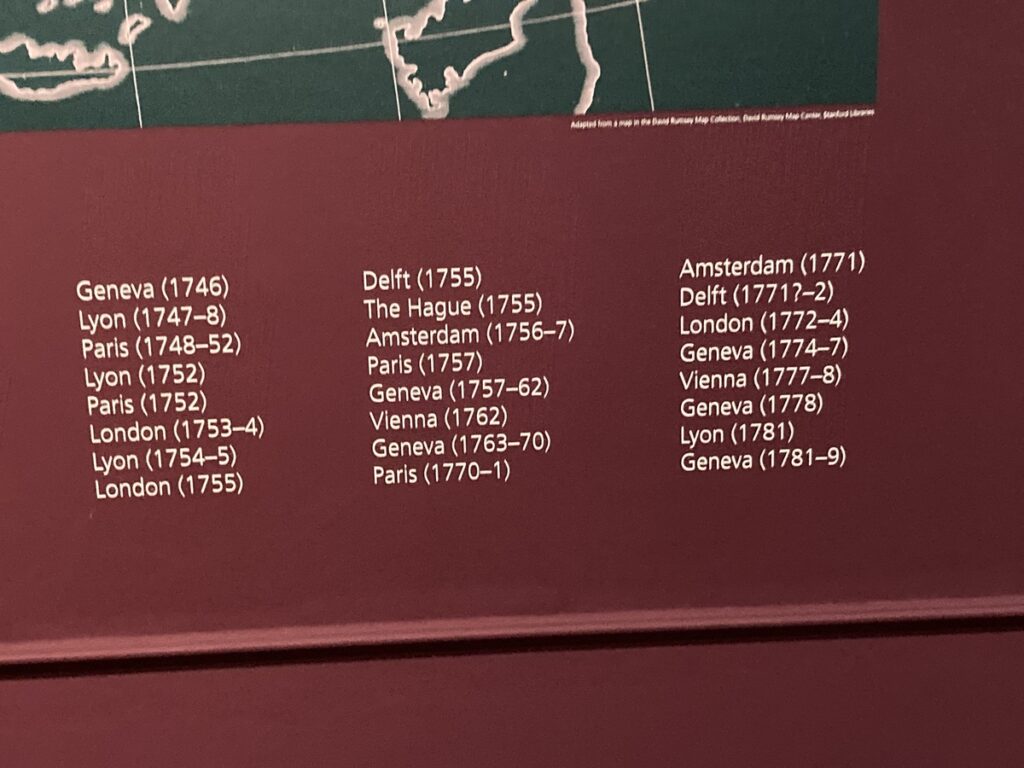 Adapted from a map in the David Rumsey Map Collection, David Rumsey Map Center, Stanford Libraries
Geneva (1746)
Lyon (1747–8)
Paris (1748–52)
Lyon (1752)
Paris (1752)
London (1753–4)
Lyon (1754–5)
London (1755)
Delft (1755)
The Hague (1755)
Amsterdam (1756–7)
Paris (1757)
Geneva (1757–62)
Vienna (1762)
Geneva (1763–70)
Paris (1770–1)
Amsterdam (1771)
Delft (1771?–2)
London (1772–4)
Geneva (1774–7)
Vienna (1777–8)
Geneva (1778)
Lyon (1781)
Geneva (1781–9)